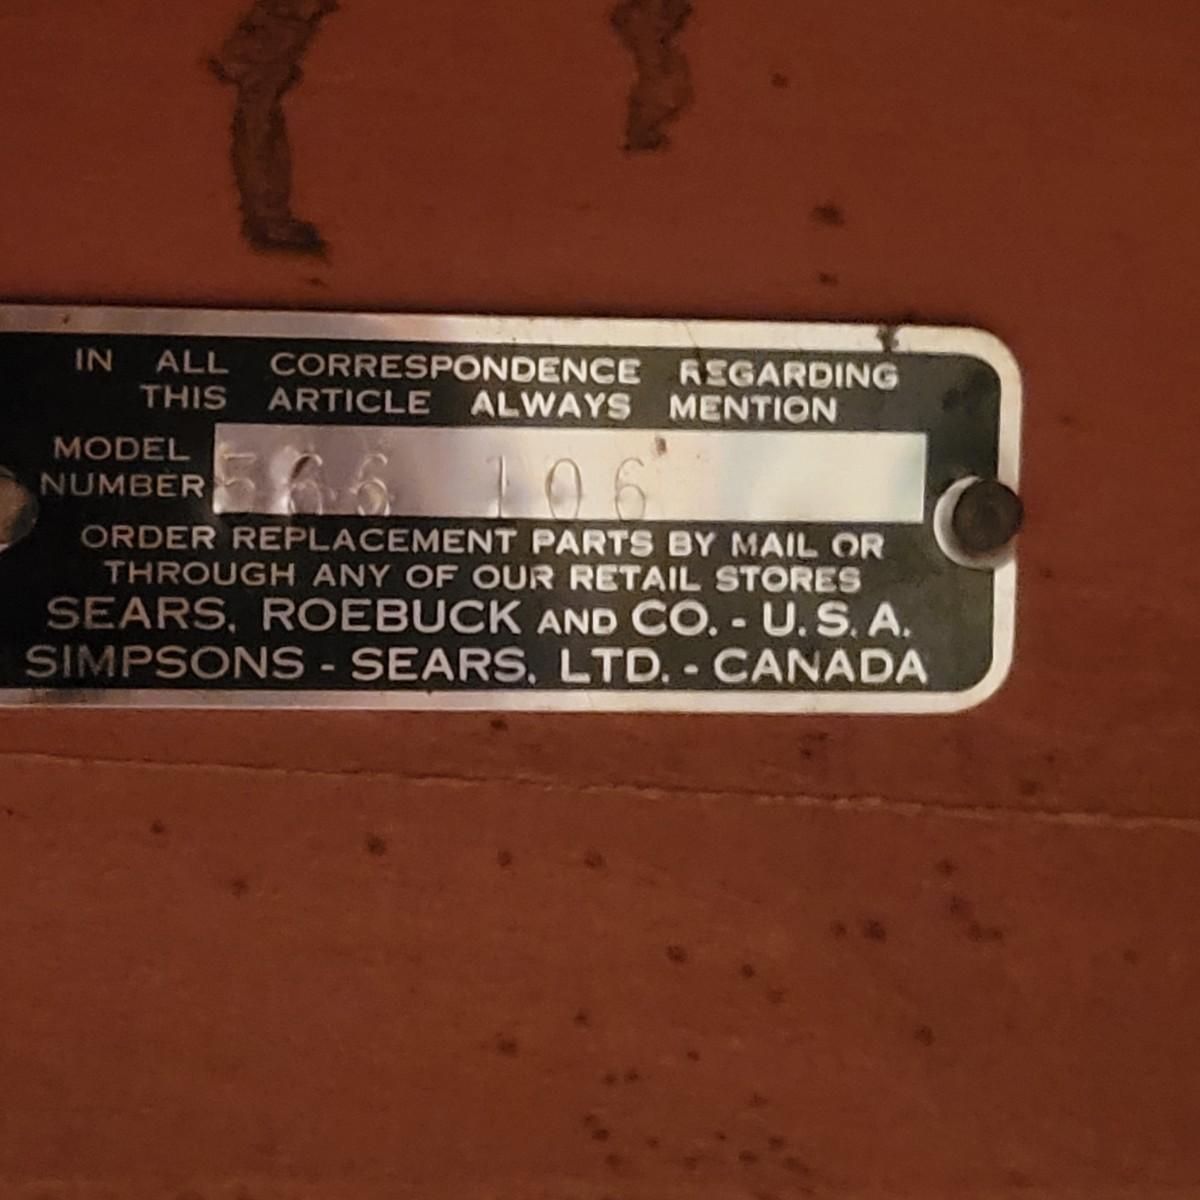 IN ALL CORRESPONDENCE REGARDING
THIS ARTICLE ALWAYS MENTION
MODEL
NUMBER 566 106
ORDER REPLACEMENT PARTS BY MAIL OR
THROUGH ANY OF OUR RETAIL STORES
SEARS, ROEBUCK AND CO. - U.S.A.
SIMPSONS - SEARS, LTD. - CANADA